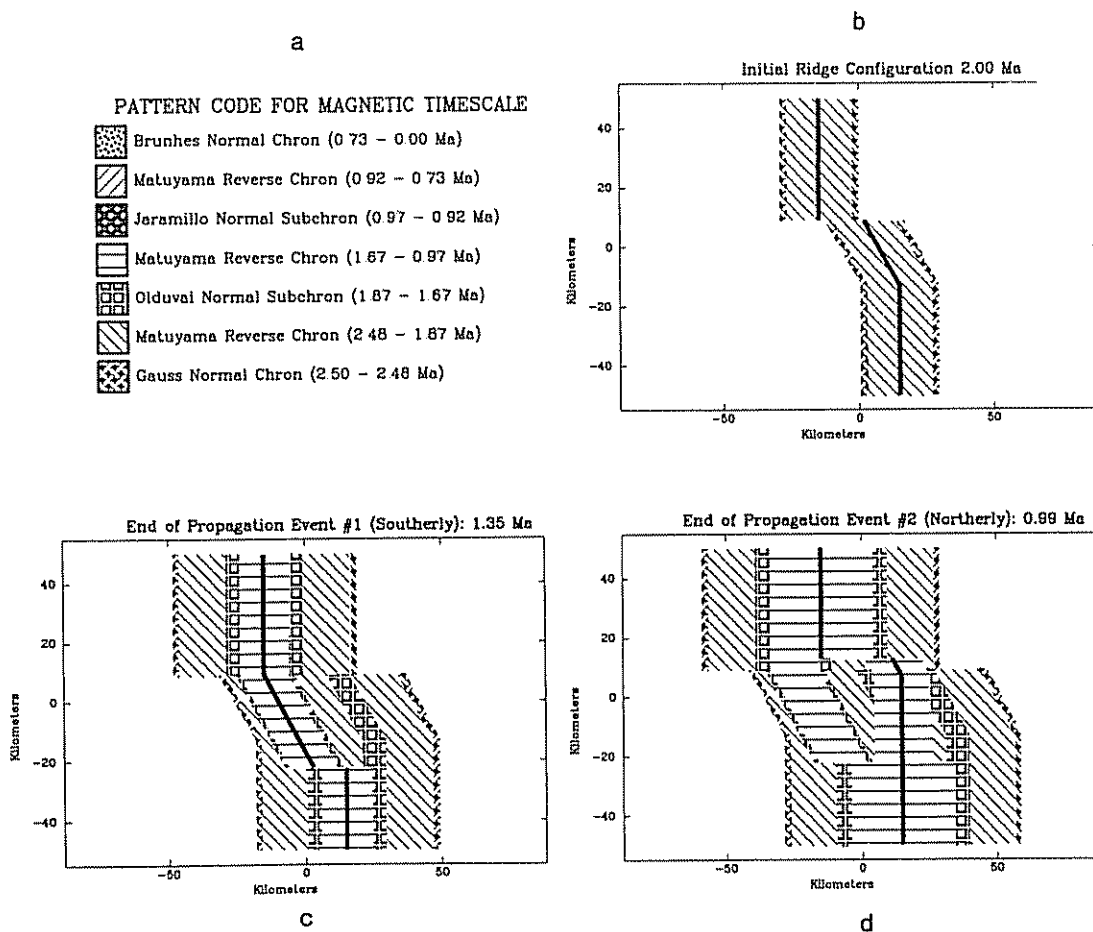 a
PATTERN CODE FOR MAGNETIC TIMESCALE
Brunhes Normal Chron (0 73 - 0.00 Ma)
Matuyama Reverse Chron (0 92 - 0 73 Ma)
Jaramillo Normal Subchron (0.97 - 0.92 Ma)
Matuyama Reverse Chron (1.67 - 0.97 Ma)
Olduvai Normal Subchron (1.87 - 1.67 Ma)
Matuyama Reverse Chron (2 48 - 1.87 Ma)
Gauss Normal Chron (2.50 - 2.48 Ma)
b
Initial Ridge Configuration 2.00 Ma
40
20
0
-20
-40
Kilometers
-50
0
50
Kilometers
End of Propagation Event #1 (Southerly): 1.35 Ma
40
20
0
-20
-40
Kilometers
-50
0
50
Kilometers
c
End of Propagation Event #2 (Northerly): 0.99 Ma
40
20
0
-20
-40
Kilometers
-50
0
50
Kilometers
d